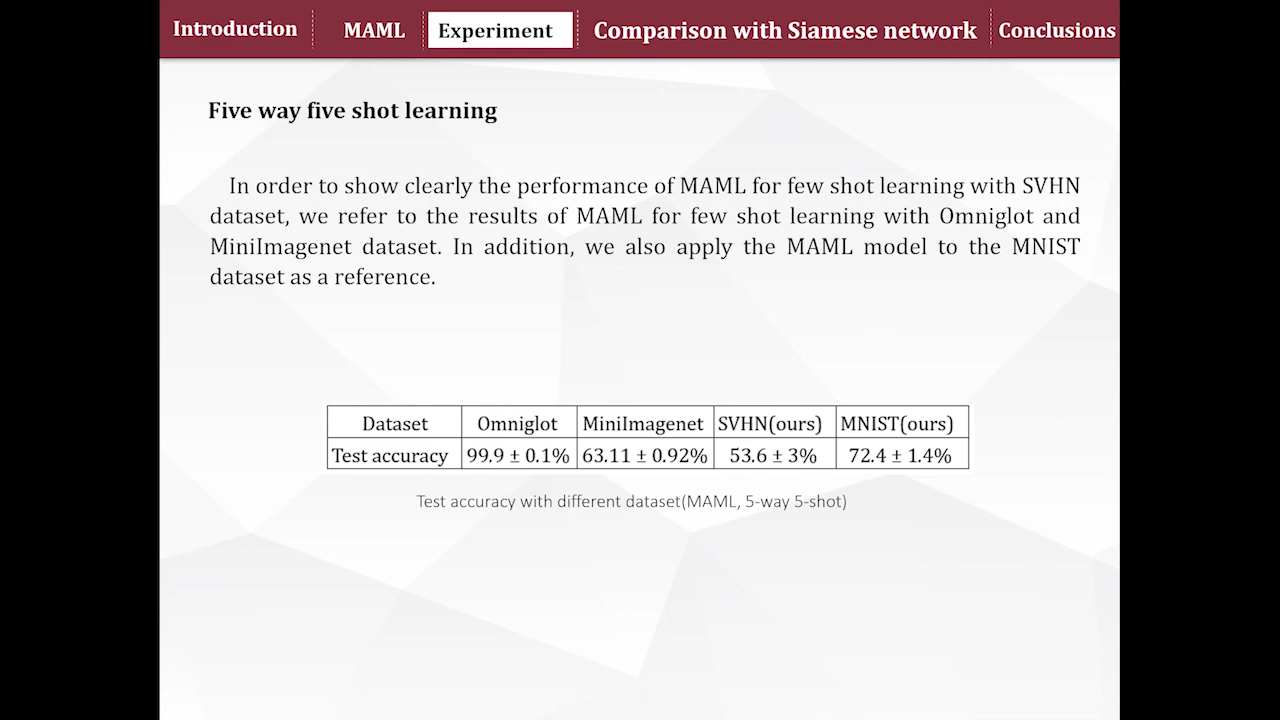 Introduction MAML Experiment Comparison with Siamese network Conclusions
Five way five shot learning
In order to show clearly the performance of MAML for few shot learning with SVHN
dataset, we refer to the results of MAML for few shot learning with Omniglot and
MiniImagenet dataset. In addition, we also apply the MAML model to the MNIST
dataset as a reference.
Dataset Omniglot MiniImagenet SVHN(ours) MNIST(ours)
Test accuracy 99.9 ± 0.1% 63.11 ± 0.92% 53.6 ± 3% 72.4 ± 1.4%
Test accuracy with different dataset(MAML, 5-way 5-shot)